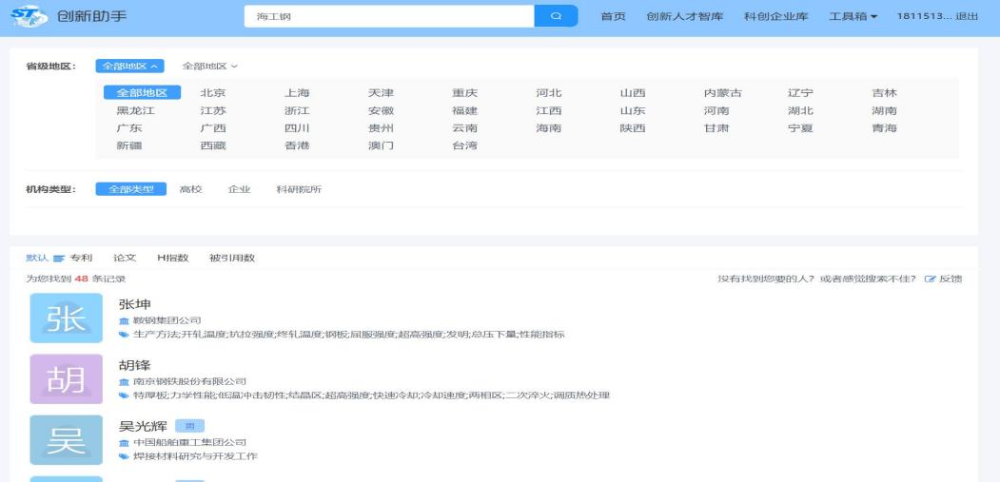 ST 创新助手 海工钢 首页 创新人才智库 科创企业库 工具箱 1811513... 退出
省级地区： 全部地区 全部地区
全部地区 北京 上海 天津 重庆 河北 山西 内蒙古 辽宁 吉林
黑龙江 江苏 浙江 安徽 福建 江西 山东 河南 湖北 湖南
广东 广西 四川 贵州 云南 海南 陕西 甘肃 宁夏 青海
新疆 西藏 香港 澳门 台湾
机构类型： 全部类型 高校 企业 科研院所
默认 专利 论文 H指数 被引用数
为您找到 48 条记录 没有找到您要的人？或者感觉搜索不佳？ 反馈
张 张坤
鞍钢集团公司
生产方法;开轧温度;抗拉强度;终轧温度;钢板;屈服强度;超高强度;发明;总压下量;性能指标
胡 胡锋
南京钢铁股份有限公司
特厚板;力学性能;低温冲击韧性;结晶区;超高强度;快速冷却;冷却速度;两相区;二次淬火;调质热处理
吴 吴光辉 男
中国船舶重工集团公司
焊接材料研究与开发工作